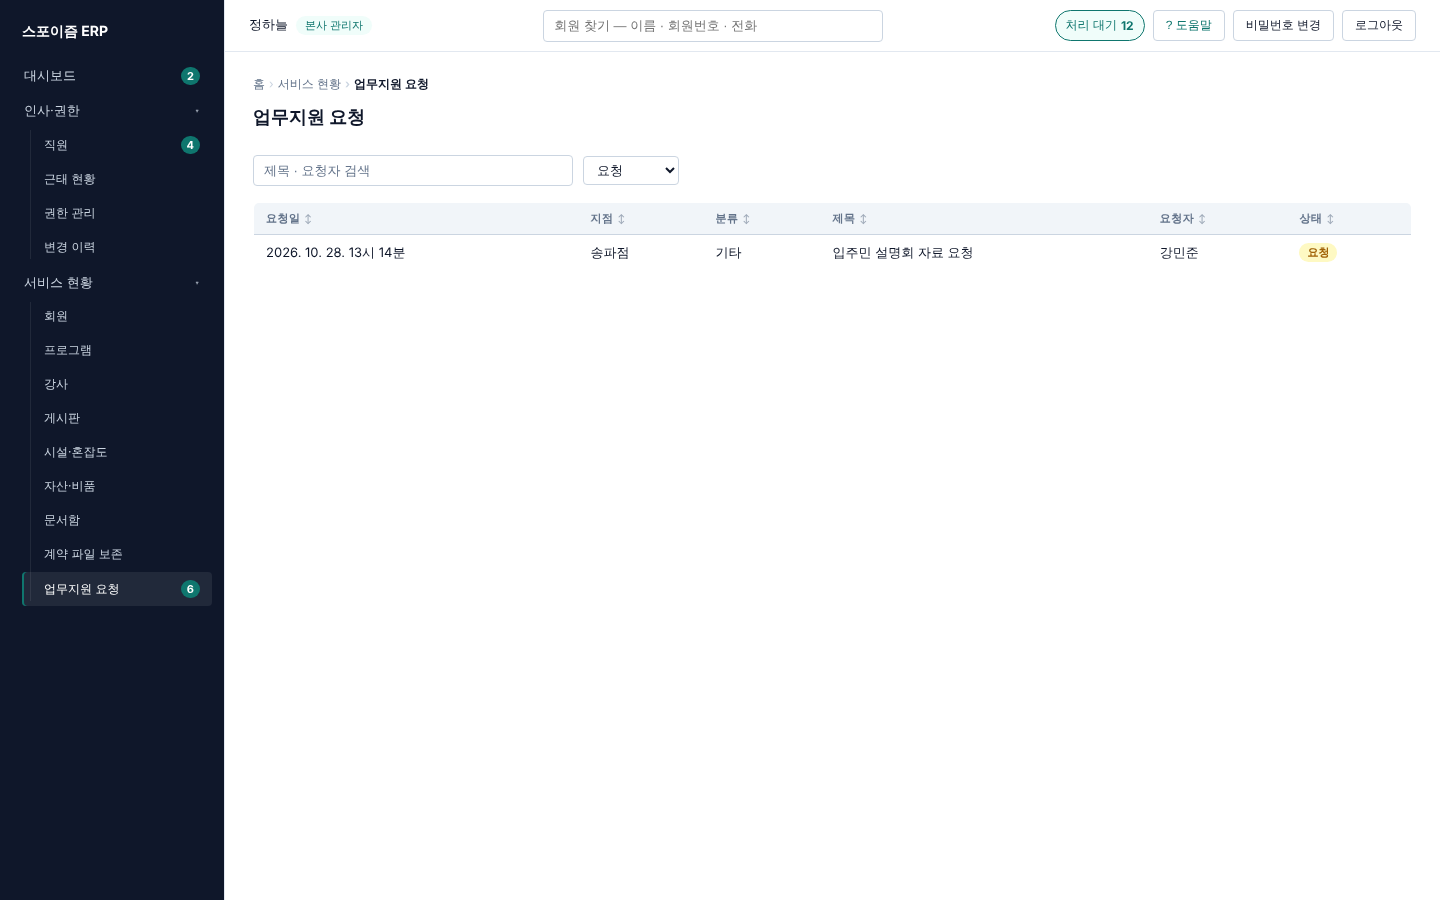 스포이즘 ERP
대시보드 2
인사·권한
직원 4
근태 현황
권한 관리
변경 이력
서비스 현황
회원
프로그램
강사
게시판
시설·혼잡도
자산·비품
문서함
계약 파일 보존
업무지원 요청 6
정하늘 본사 관리자
회원 찾기 — 이름 · 회원번호 · 전화
처리 대기 12
? 도움말
비밀번호 변경
로그아웃
홈 › 서비스 현황 › 업무지원 요청
업무지원 요청
제목 · 요청자 검색
요청
요청일 ↕ 지점 ↕ 분류 ↕ 제목 ↕ 요청자 ↕ 상태 ↕
2026. 10. 28. 13시 14분 송파점 기타 입주민 설명회 자료 요청 강민준 요청